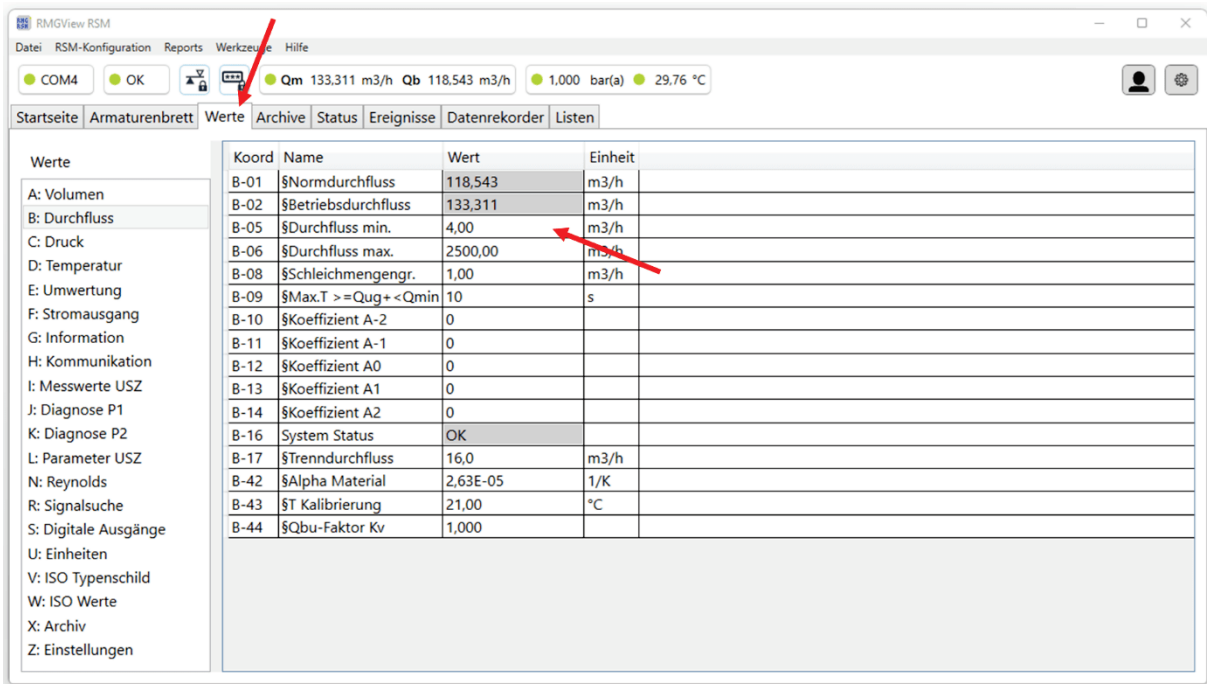 RMGView RSM
Datei RSM-Konfiguration Reports Werkzeuge Hilfe
COM4 OK Qm 133,311 m3/h Qb 118,543 m3/h 1,000 bar(a) 29,76 °C
Startseite Armaturenbrett Werte Archive Status Ereignisse Datenrekorder Listen
Werte
A: Volumen
B: Durchfluss
C: Druck
D: Temperatur
E: Umwertung
F: Stromausgang
G: Information
H: Kommunikation
I: Messwerte USZ
J: Diagnose P1
K: Diagnose P2
L: Parameter USZ
N: Reynolds
R: Signalsuche
S: Digitale Ausgänge
U: Einheiten
V: ISO Typenschild
W: ISO Werte
X: Archiv
Z: Einstellungen
Koord Name Wert Einheit
B-01 §Normdurchfluss 118,543 m3/h
B-02 §Betriebsdurchfluss 133,311 m3/h
B-05 §Durchfluss min. 4,00 m3/h
B-06 §Durchfluss max. 2500,00 m3/h
B-08 §Schleichmengengr. 1,00 m3/h
B-09 §Max.T >=Qug+<Qmin 10 s
B-10 §Koeffizient A-2 0
B-11 §Koeffizient A-1 0
B-12 §Koeffizient A0 0
B-13 §Koeffizient A1 0
B-14 §Koeffizient A2 0
B-16 System Status OK
B-17 §Trenndurchfluss 16,0 m3/h
B-42 §Alpha Material 2,63E-05 1/K
B-43 §T Kalibrierung 21,00 °C
B-44 §Qbu-Faktor Kv 1,000